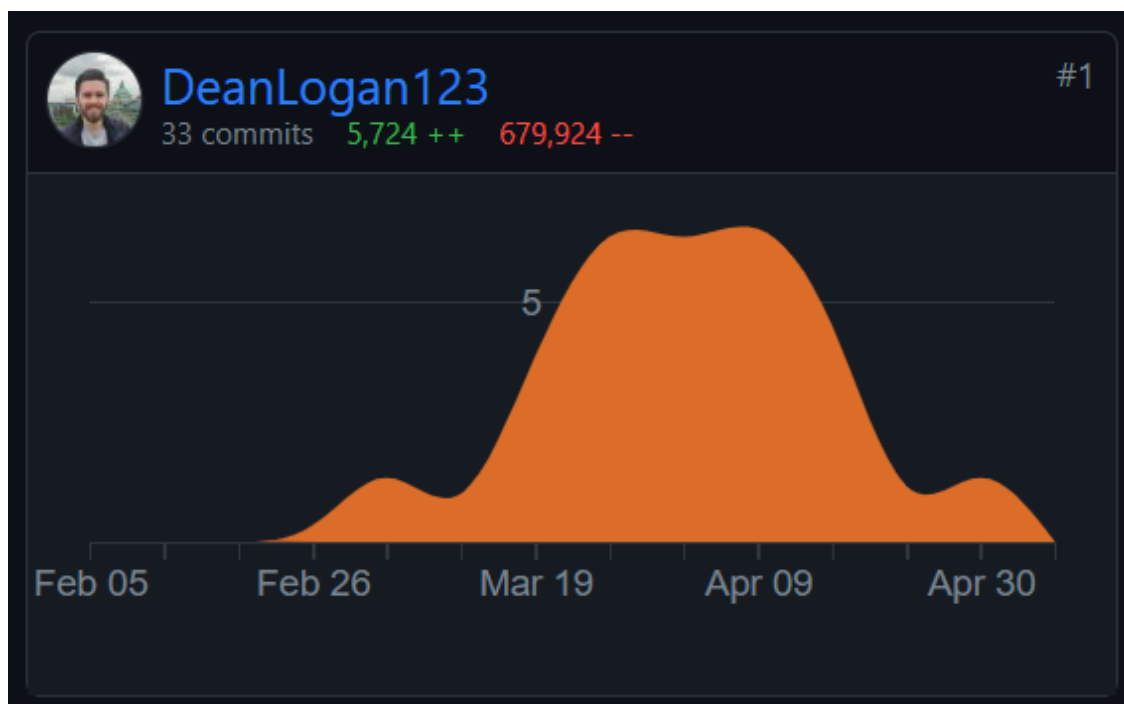 DeanLogan123
#1
33 commits 5,724 ++ 679,924 --
5
Feb 05 Feb 26 Mar 19 Apr 09 Apr 30